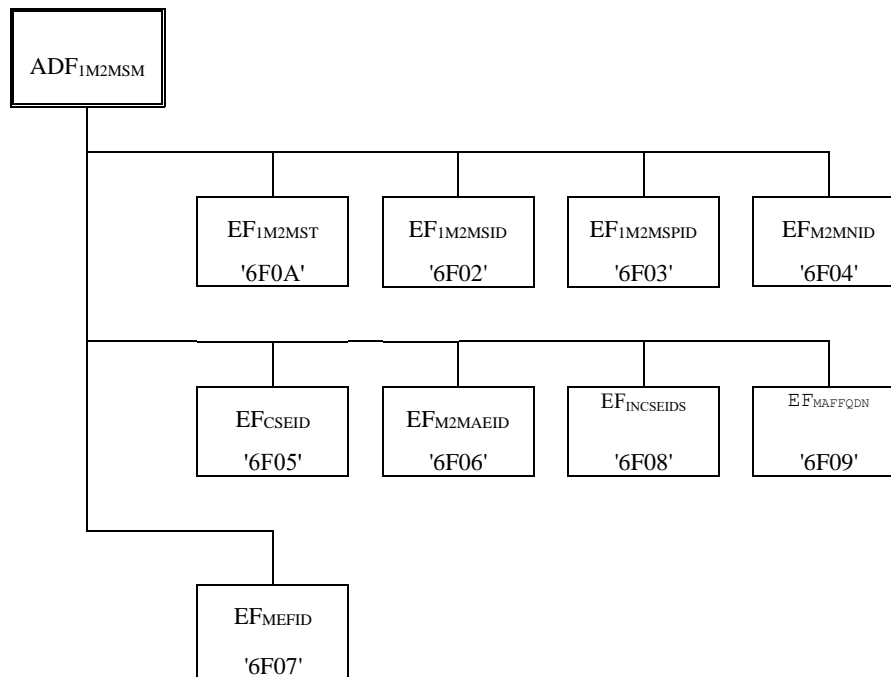 ADF1M2MSM
EF1M2MST
'6F0A'
EF1M2MSID
'6F02'
EF1M2MSPID
'6F03'
EFM2MNID
'6F04'
EFCSEID
'6F05'
EFM2MAEID
'6F06'
EFINCSEIDS
'6F08'
EFMAFFQDN
'6F09'
EFMEFID
'6F07'